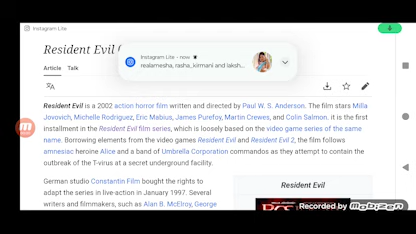 Instagram Lite
Resident Evil
Instagram Lite · now
realamesha, rasha_kirmani and laksh...
Article Talk
Resident Evil is a 2002 action horror film written and directed by Paul W. S. Anderson. The film stars Milla
Jovovich, Michelle Rodriguez, Eric Mabius, James Purefoy, Martin Crewes, and Colin Salmon. it is the first
installment in the Resident Evil film series, which is loosely based on the video game series of the same
name. Borrowing elements from the video games Resident Evil and Resident Evil 2, the film follows
amnesiac heroine Alice and a band of Umbrella Corporation commandos as they attempt to contain the
outbreak of the T-virus at a secret underground facility.
German studio Constantin Film bought the rights to
adapt the series in live-action in January 1997. Several
writers and filmmakers, such as Alan B. McElroy, George
Resident Evil
Recorded by Mobizen